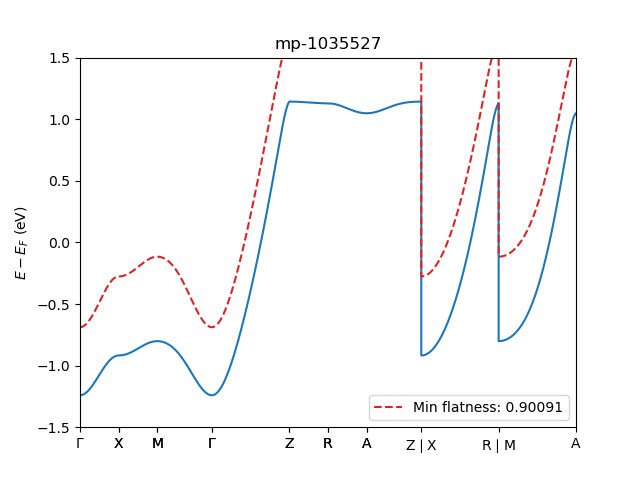 mp-1035527
1.5
1.0
0.5
0.0
−0.5
−1.0
−1.5
E − E_F (eV)
Min flatness: 0.90091
Γ X M Γ Z R A Z | X R | M A